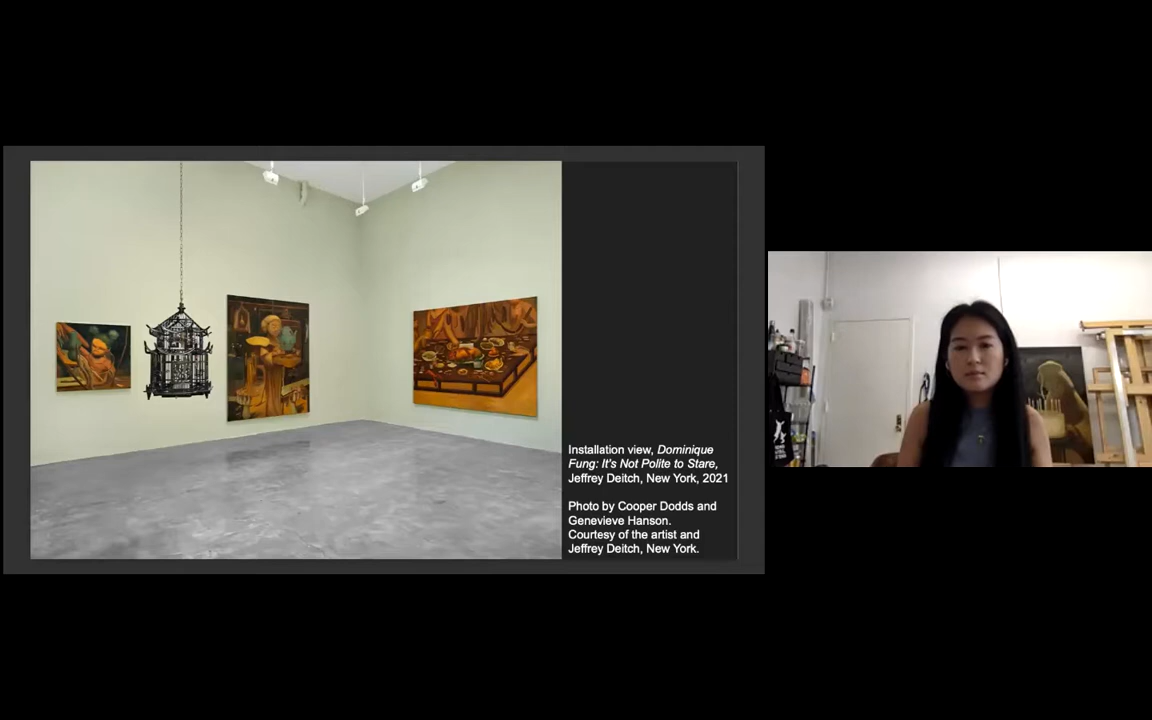 Installation view, Dominique
Fung: It's Not Polite to Stare,
Jeffrey Deitch, New York, 2021
Photo by Cooper Dodds and
Genevieve Hanson.
Courtesy of the artist and
Jeffrey Deitch, New York.